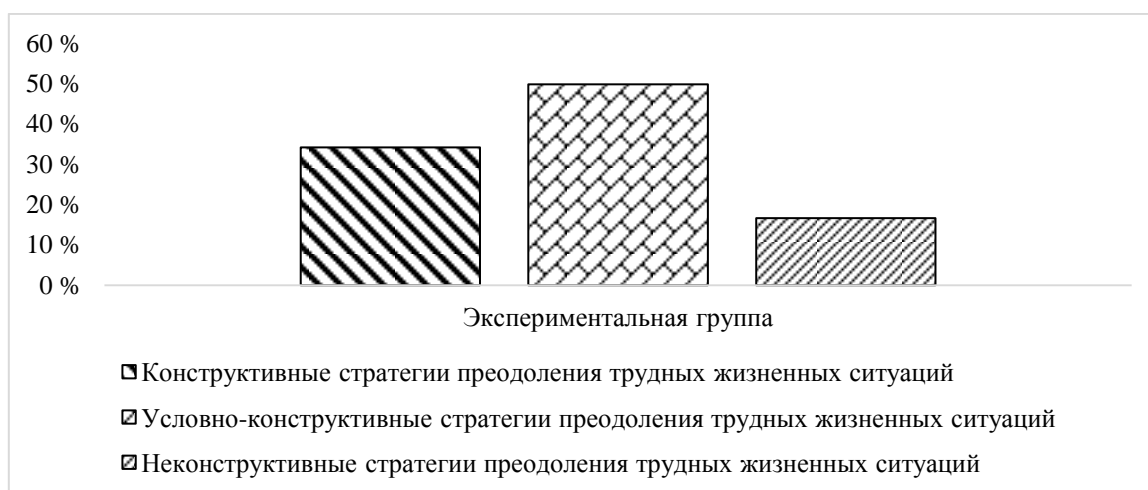 60 %
50 %
40 %
30 %
20 %
10 %
0 %
Экспериментальная группа
Конструктивные стратегии преодоления трудных жизненных ситуаций
Условно-конструктивные стратегии преодоления трудных жизненных ситуаций
Неконструктивные стратегии преодоления трудных жизненных ситуаций